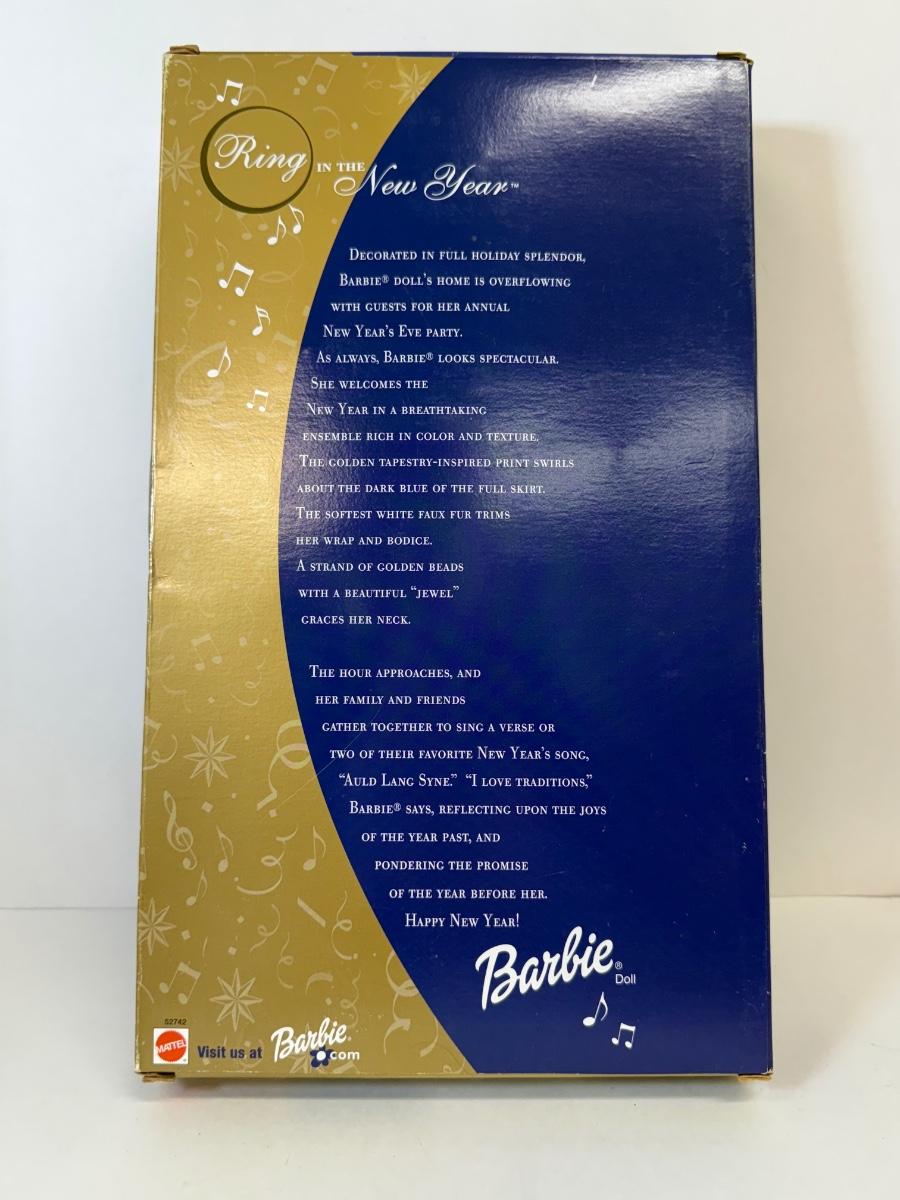 Ring IN THE New Year™
DECORATED IN FULL HOLIDAY SPLENDOR,
BARBIE® DOLL'S HOME IS OVERFLOWING
WITH GUESTS FOR HER ANNUAL
NEW YEAR'S EVE PARTY.
AS ALWAYS, BARBIE® LOOKS SPECTACULAR.
SHE WELCOMES THE
NEW YEAR IN A BREATHTAKING
ENSEMBLE RICH IN COLOR AND TEXTURE.
THE GOLDEN TAPESTRY-INSPIRED PRINT SWIRLS
ABOUT THE DARK BLUE OF THE FULL SKIRT.
THE SOFTEST WHITE FAUX FUR TRIMS
HER WRAP AND BODICE.
A STRAND OF GOLDEN BEADS
WITH A BEAUTIFUL “JEWEL”
GRACES HER NECK.
THE HOUR APPROACHES, AND
HER FAMILY AND FRIENDS
GATHER TOGETHER TO SING A VERSE OR
TWO OF THEIR FAVORITE NEW YEAR'S SONG,
“AULD LANG SYNE.” “I LOVE TRADITIONS,”
BARBIE® SAYS, REFLECTING UPON THE JOYS
OF THE YEAR PAST, AND
PONDERING THE PROMISE
OF THE YEAR BEFORE HER.
HAPPY NEW YEAR!
Barbie® Doll
52742
MATTEL
Visit us at Barbie.com